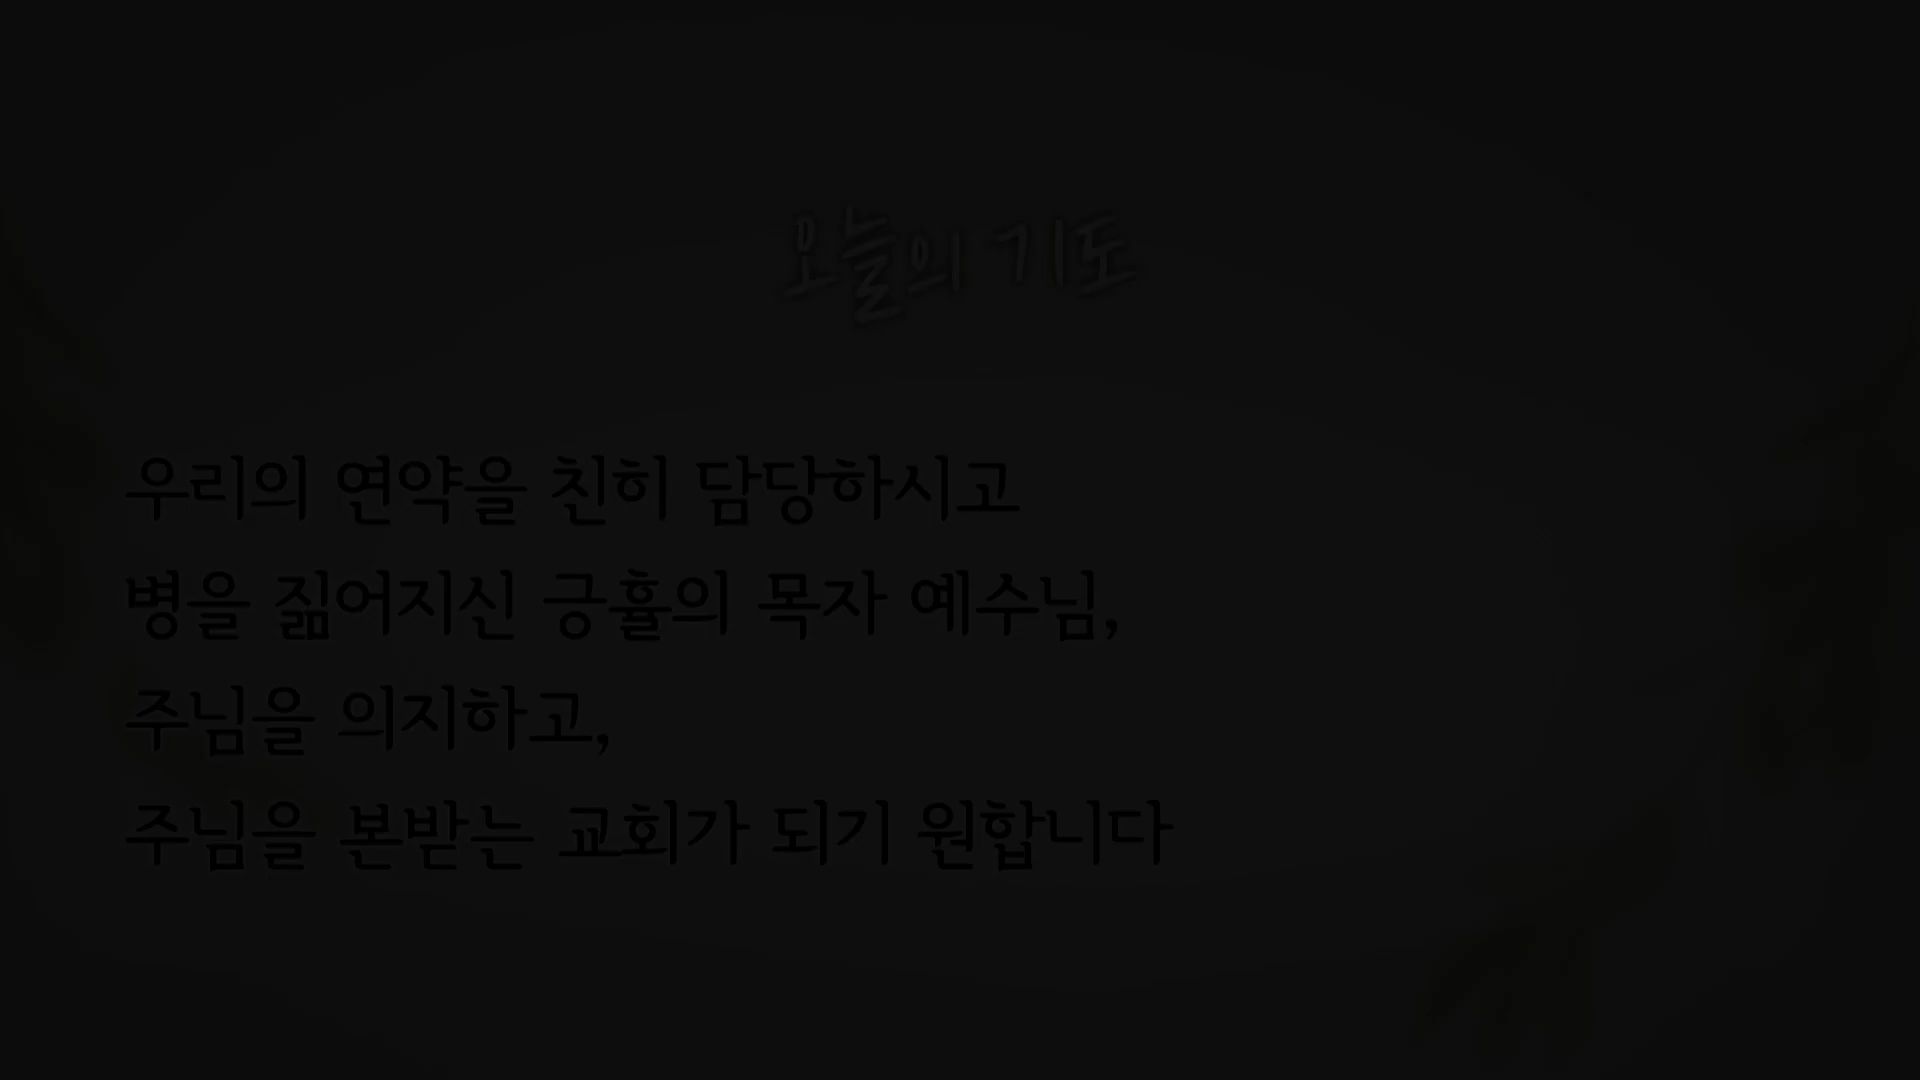 오늘의 기도
우리의 연약을 친히 담당하시고
병을 짊어지신 긍휼의 목자 예수님,
주님을 의지하고,
주님을 본받는 교회가 되기 원합니다